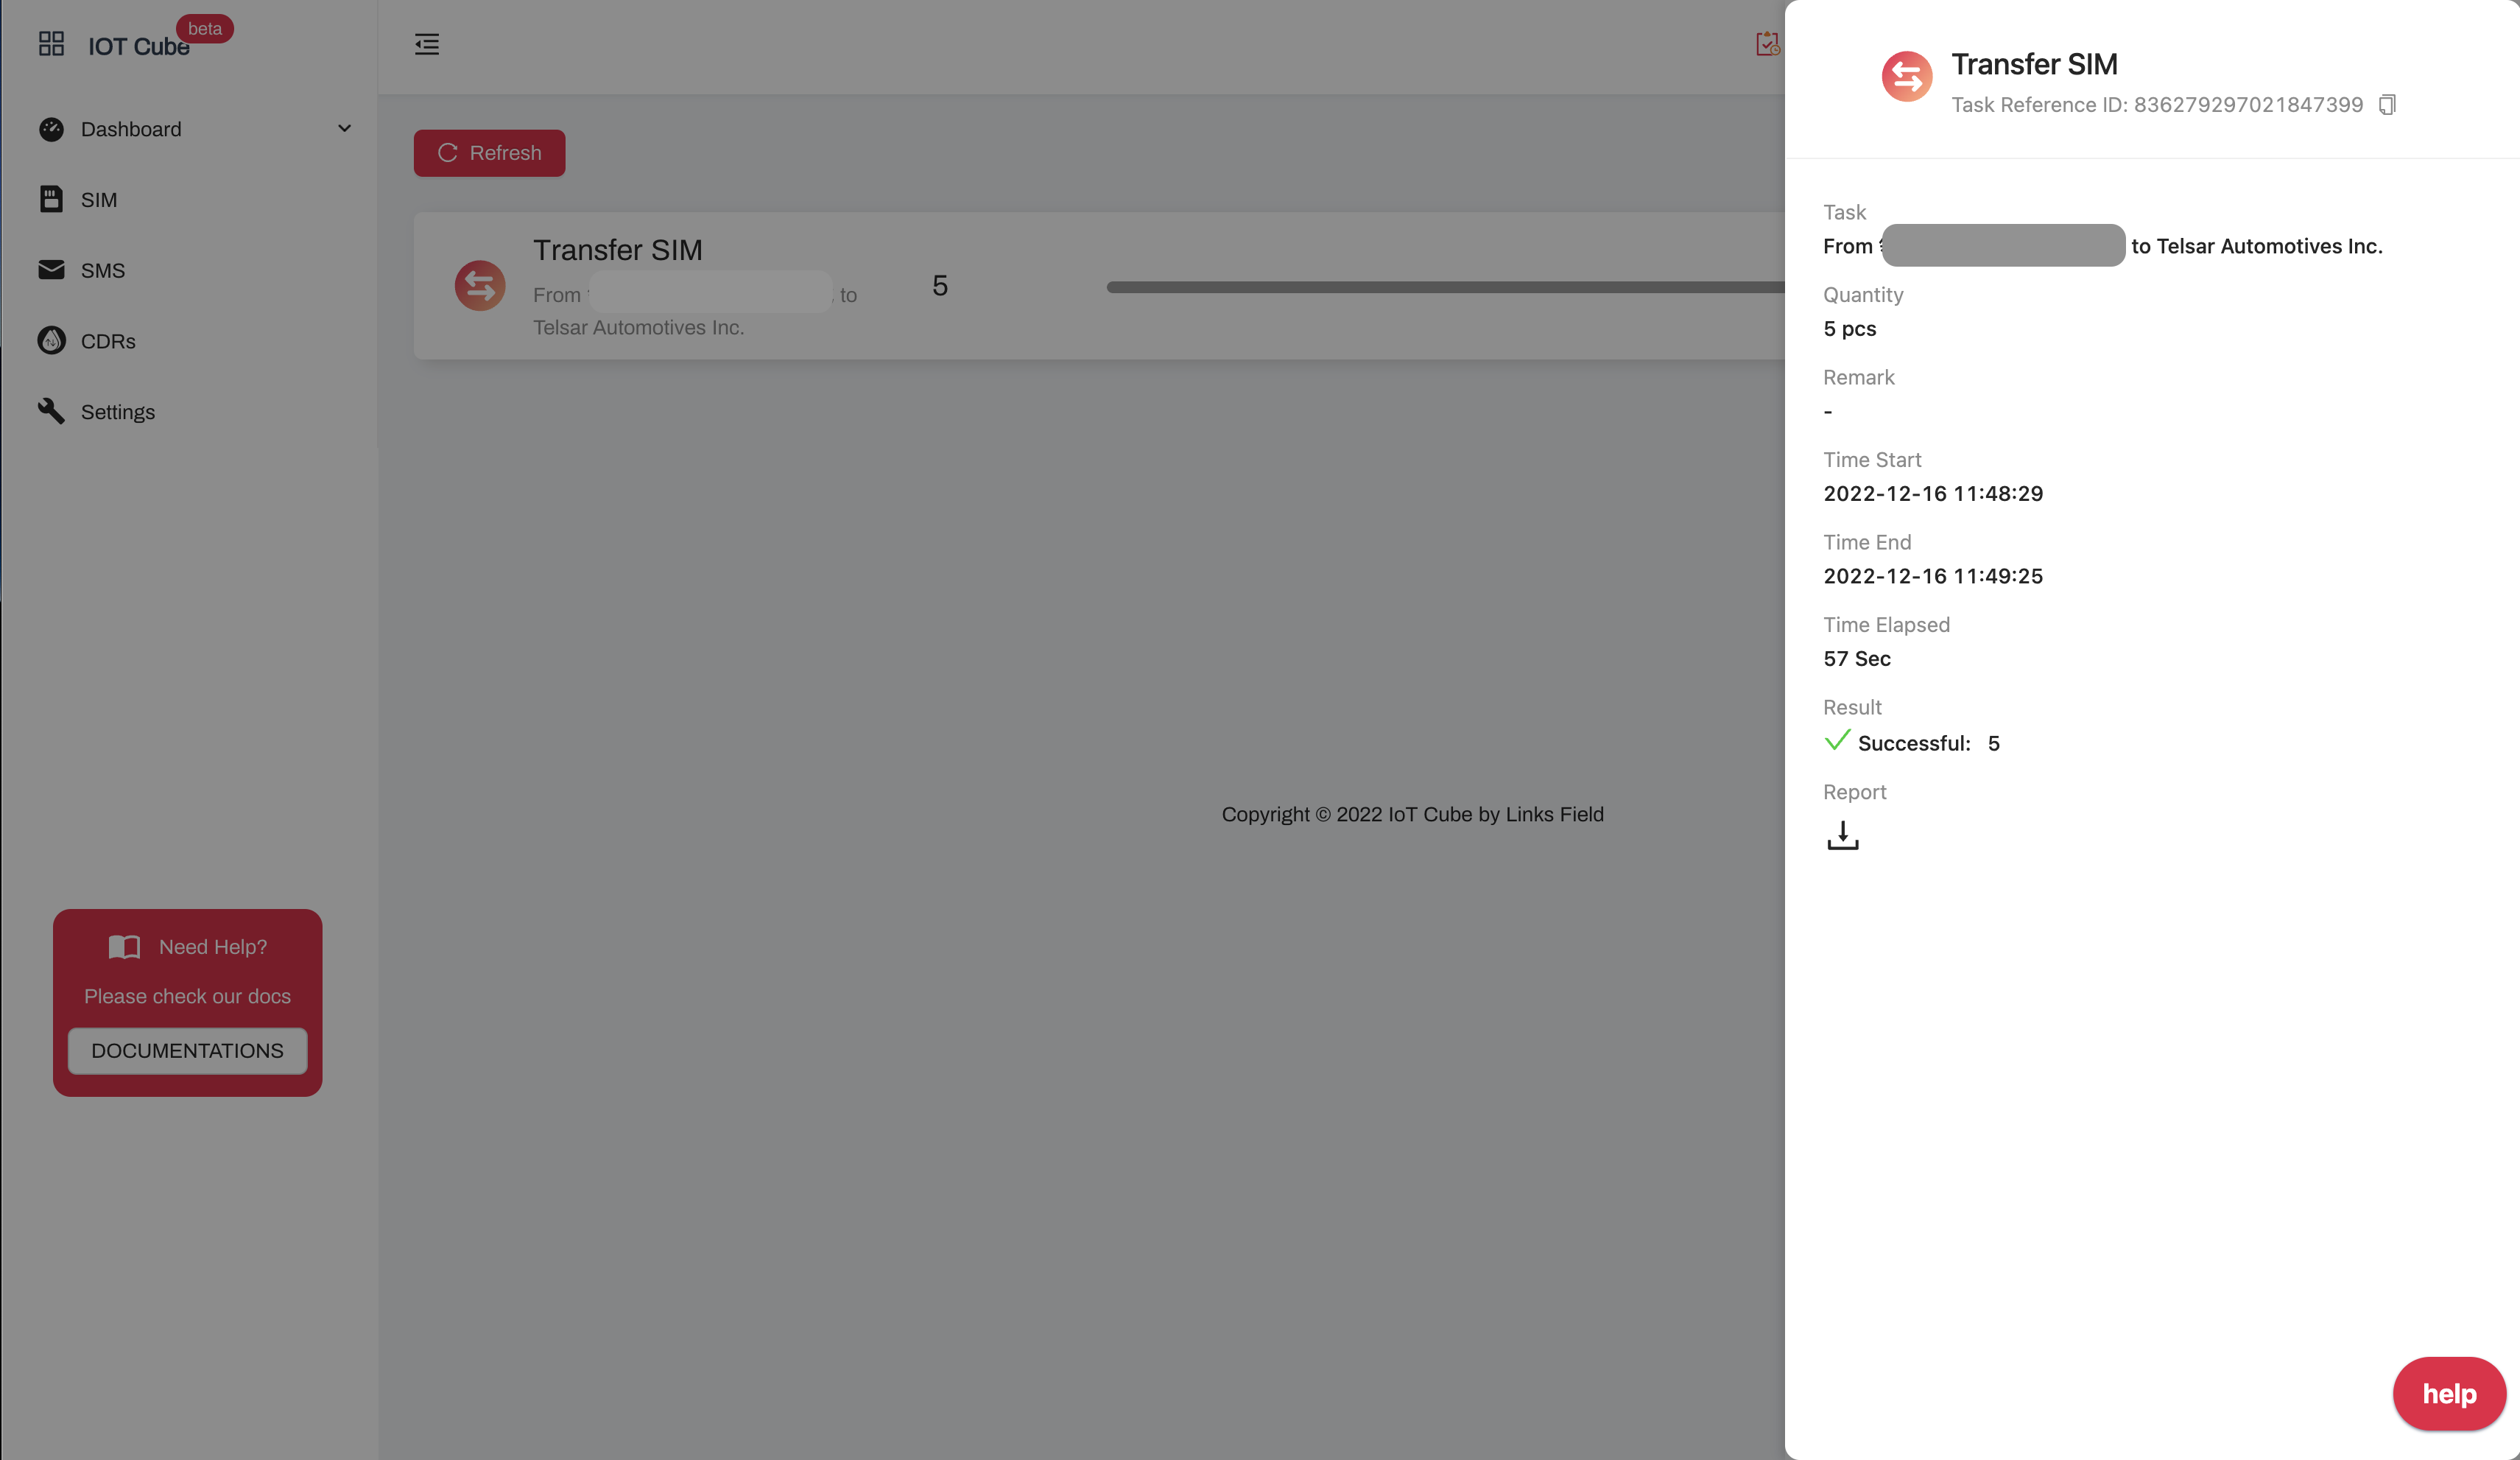 IOT Cube
beta
Dashboard
SIM
SMS
CDRs
Settings
Need Help?
Please check our docs
DOCUMENTATIONS
Refresh
Transfer SIM
From to
Telsar Automotives Inc.
5
Copyright © 2022 IoT Cube by Links Field
Transfer SIM
Task Reference ID: 836279297021847399
Task
From to Telsar Automotives Inc.
Quantity
5 pcs
Remark
-
Time Start
2022-12-16 11:48:29
Time End
2022-12-16 11:49:25
Time Elapsed
57 Sec
Result
Successful: 5
Report
help